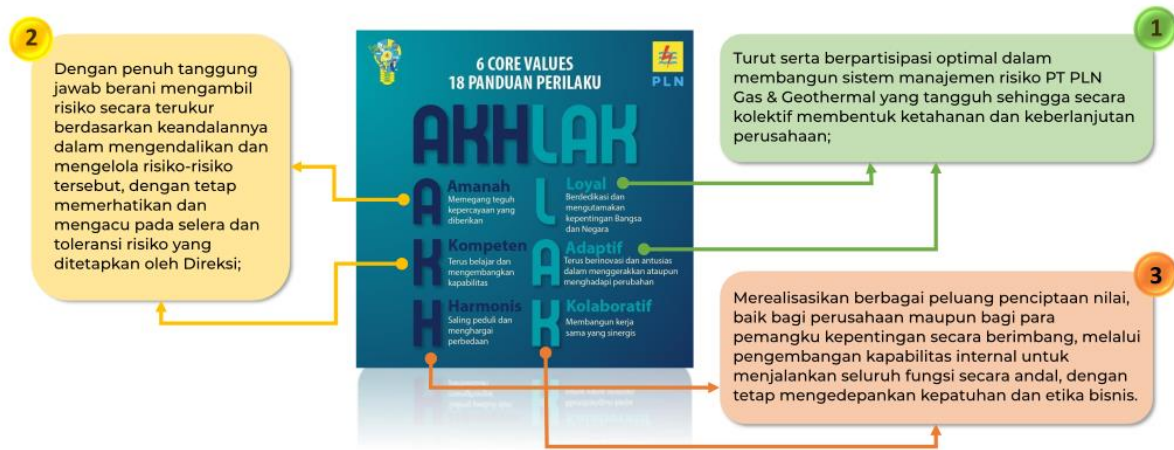 2
Dengan penuh tanggung
jawab berani mengambil
risiko secara terukur
berdasarkan keandalannya
dalam mengendalikan dan
mengelola risiko-risiko
tersebut, dengan tetap
memerhatikan dan
mengacu pada selera dan
toleransi risiko yang
ditetapkan oleh Direksi;
6 CORE VALUES
18 PANDUAN PERILAKU
PLN
AKHLAK
A
Amanah
Memegang teguh
kepercayaan yang
diberikan
K
Kompeten
Terus belajar dan
mengembangkan
kapabilitas
H
Harmonis
Saling peduli dan
menghargai
perbedaan
L
Loyal
Berdedikasi dan
mengutamakan
kepentingan Bangsa
dan Negara
A
Adaptif
Terus berinovasi dan antusias
dalam menggerakkan ataupun
menghadapi perubahan
K
Kolaboratif
Membangun kerja
sama yang sinergis
1
Turut serta berpartisipasi optimal dalam
membangun sistem manajemen risiko PT PLN
Gas & Geothermal yang tangguh sehingga secara
kolektif membentuk ketahanan dan keberlanjutan
perusahaan;
3
Merealisasikan berbagai peluang penciptaan nilai,
baik bagi perusahaan maupun bagi para
pemangku kepentingan secara berimbang, melalui
pengembangan kapabilitas internal untuk
menjalankan seluruh fungsi secara andal, dengan
tetap mengedepankan kepatuhan dan etika bisnis.